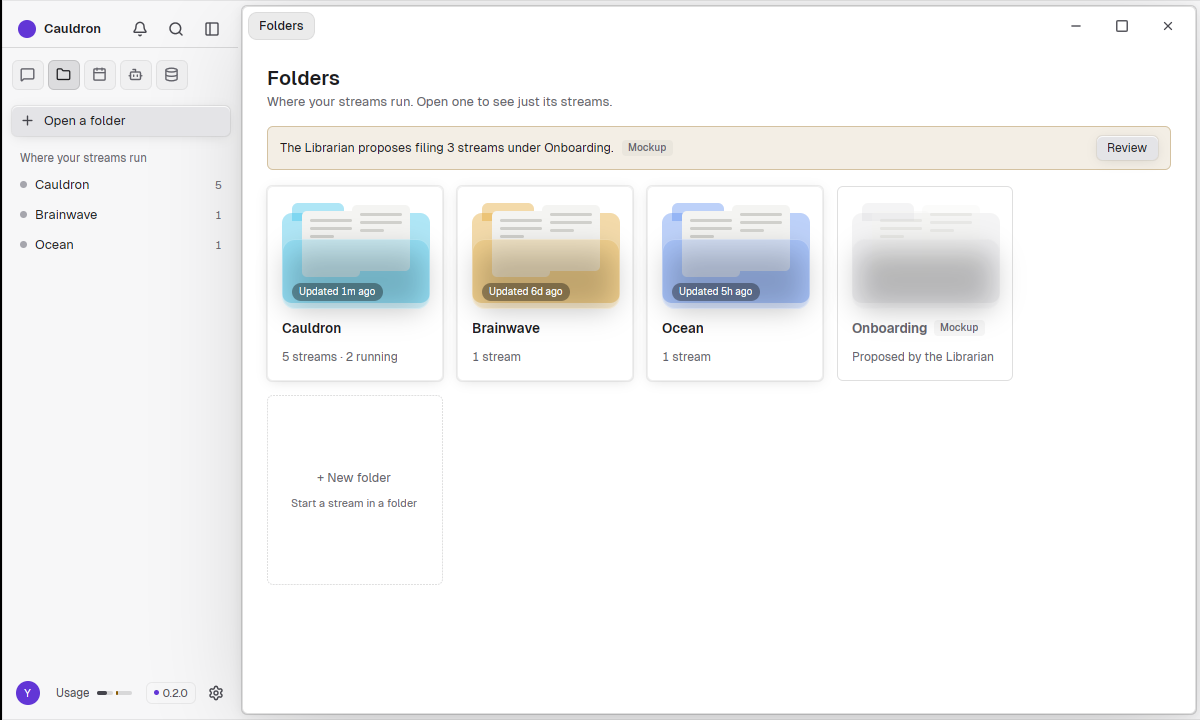 Cauldron
Open a folder
Where your streams run
Cauldron 5
Brainwave 1
Ocean 1
Y Usage 0.2.0
Folders
Folders
Where your streams run. Open one to see just its streams.
The Librarian proposes filing 3 streams under Onboarding. Mockup Review
Updated 1m ago
Cauldron
5 streams · 2 running
Updated 6d ago
Brainwave
1 stream
Updated 5h ago
Ocean
1 stream
Onboarding Mockup
Proposed by the Librarian
+ New folder
Start a stream in a folder